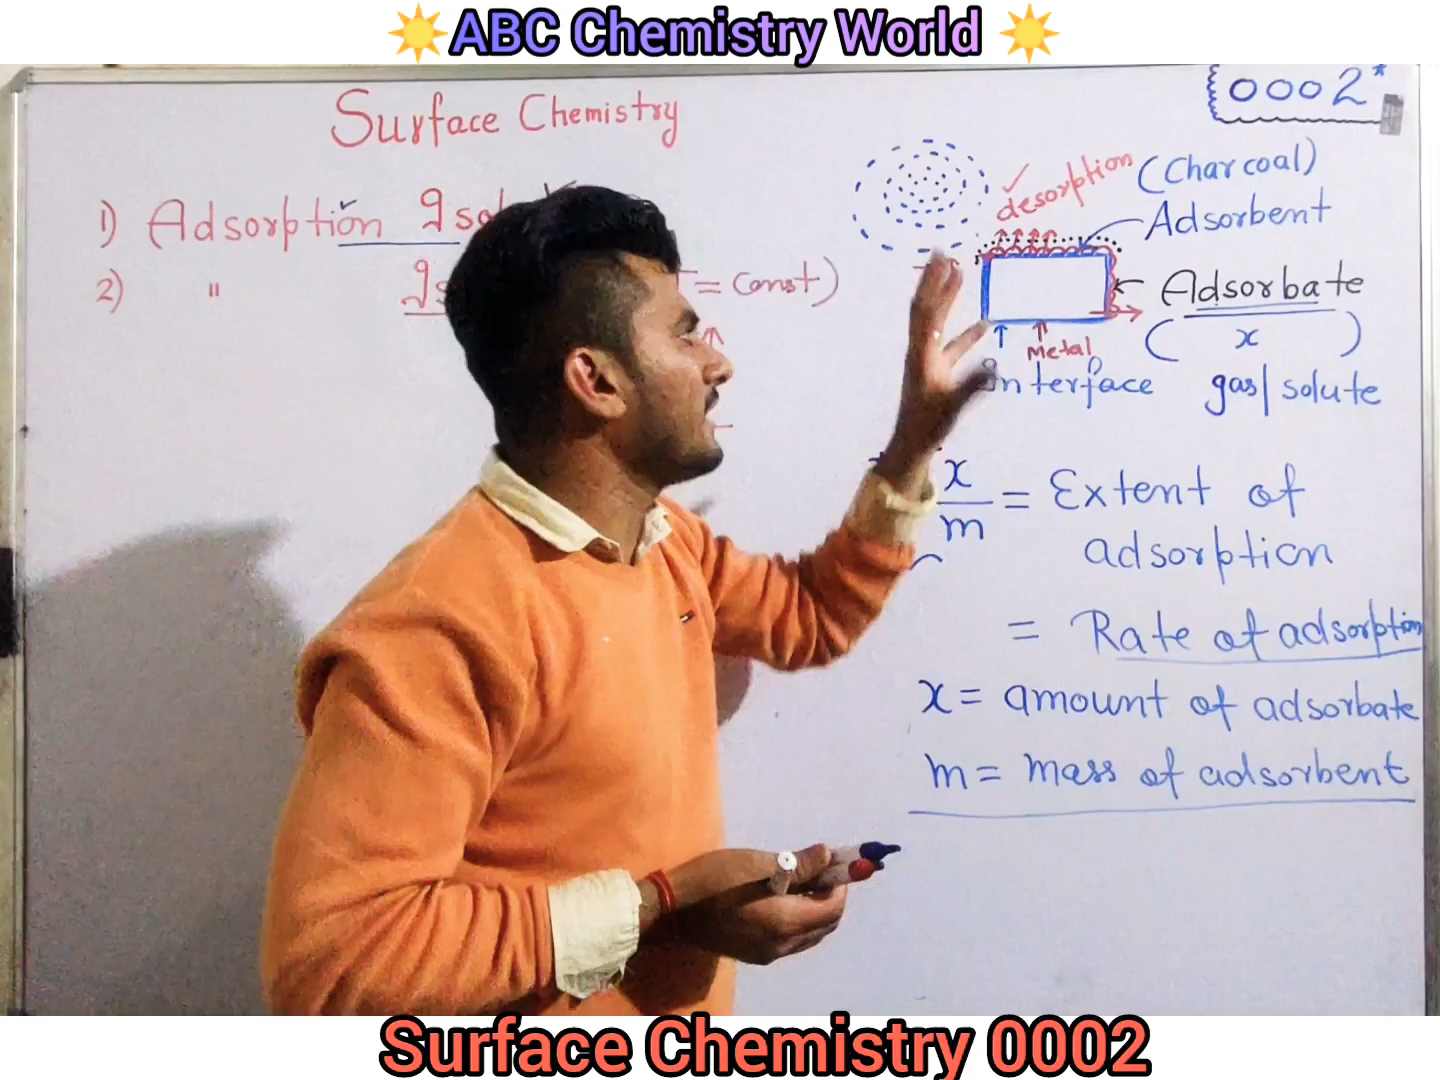 ABC Chemistry World
0002*
Surface Chemistry
1) Adsorption
2) "
= Const)
desorption
(Charcoal)
Adsorbent
Adsorbate
( x )
Metal
Interface gas/solute
x/m = Extent of
adsorption
= Rate of adsorption
x = amount of adsorbate
m = mass of adsorbent
Surface Chemistry 0002